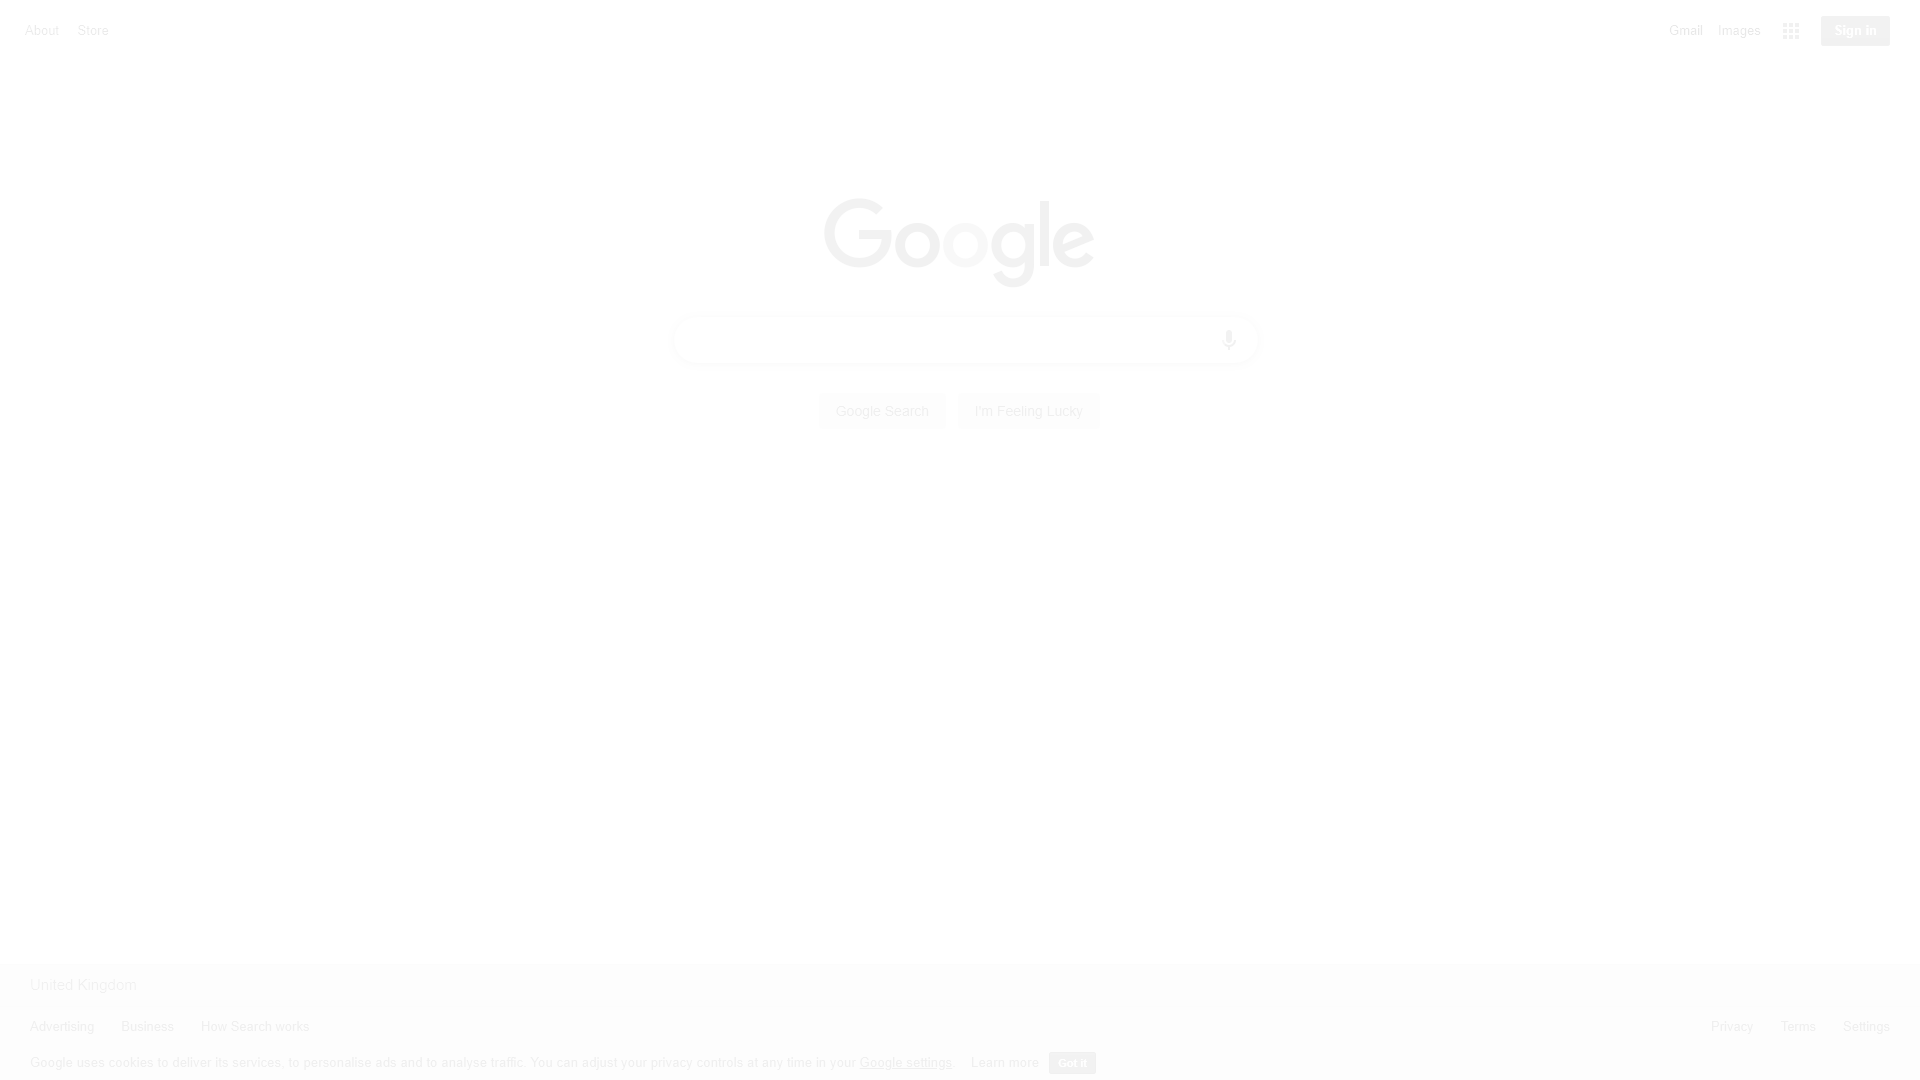 About Store
Gmail Images Sign in
Google
Google Search I'm Feeling Lucky
United Kingdom
Advertising Business How Search works
Privacy Terms Settings
Google uses cookies to deliver its services, to personalise ads and to analyse traffic. You can adjust your privacy controls at any time in your Google settings Learn more Got it